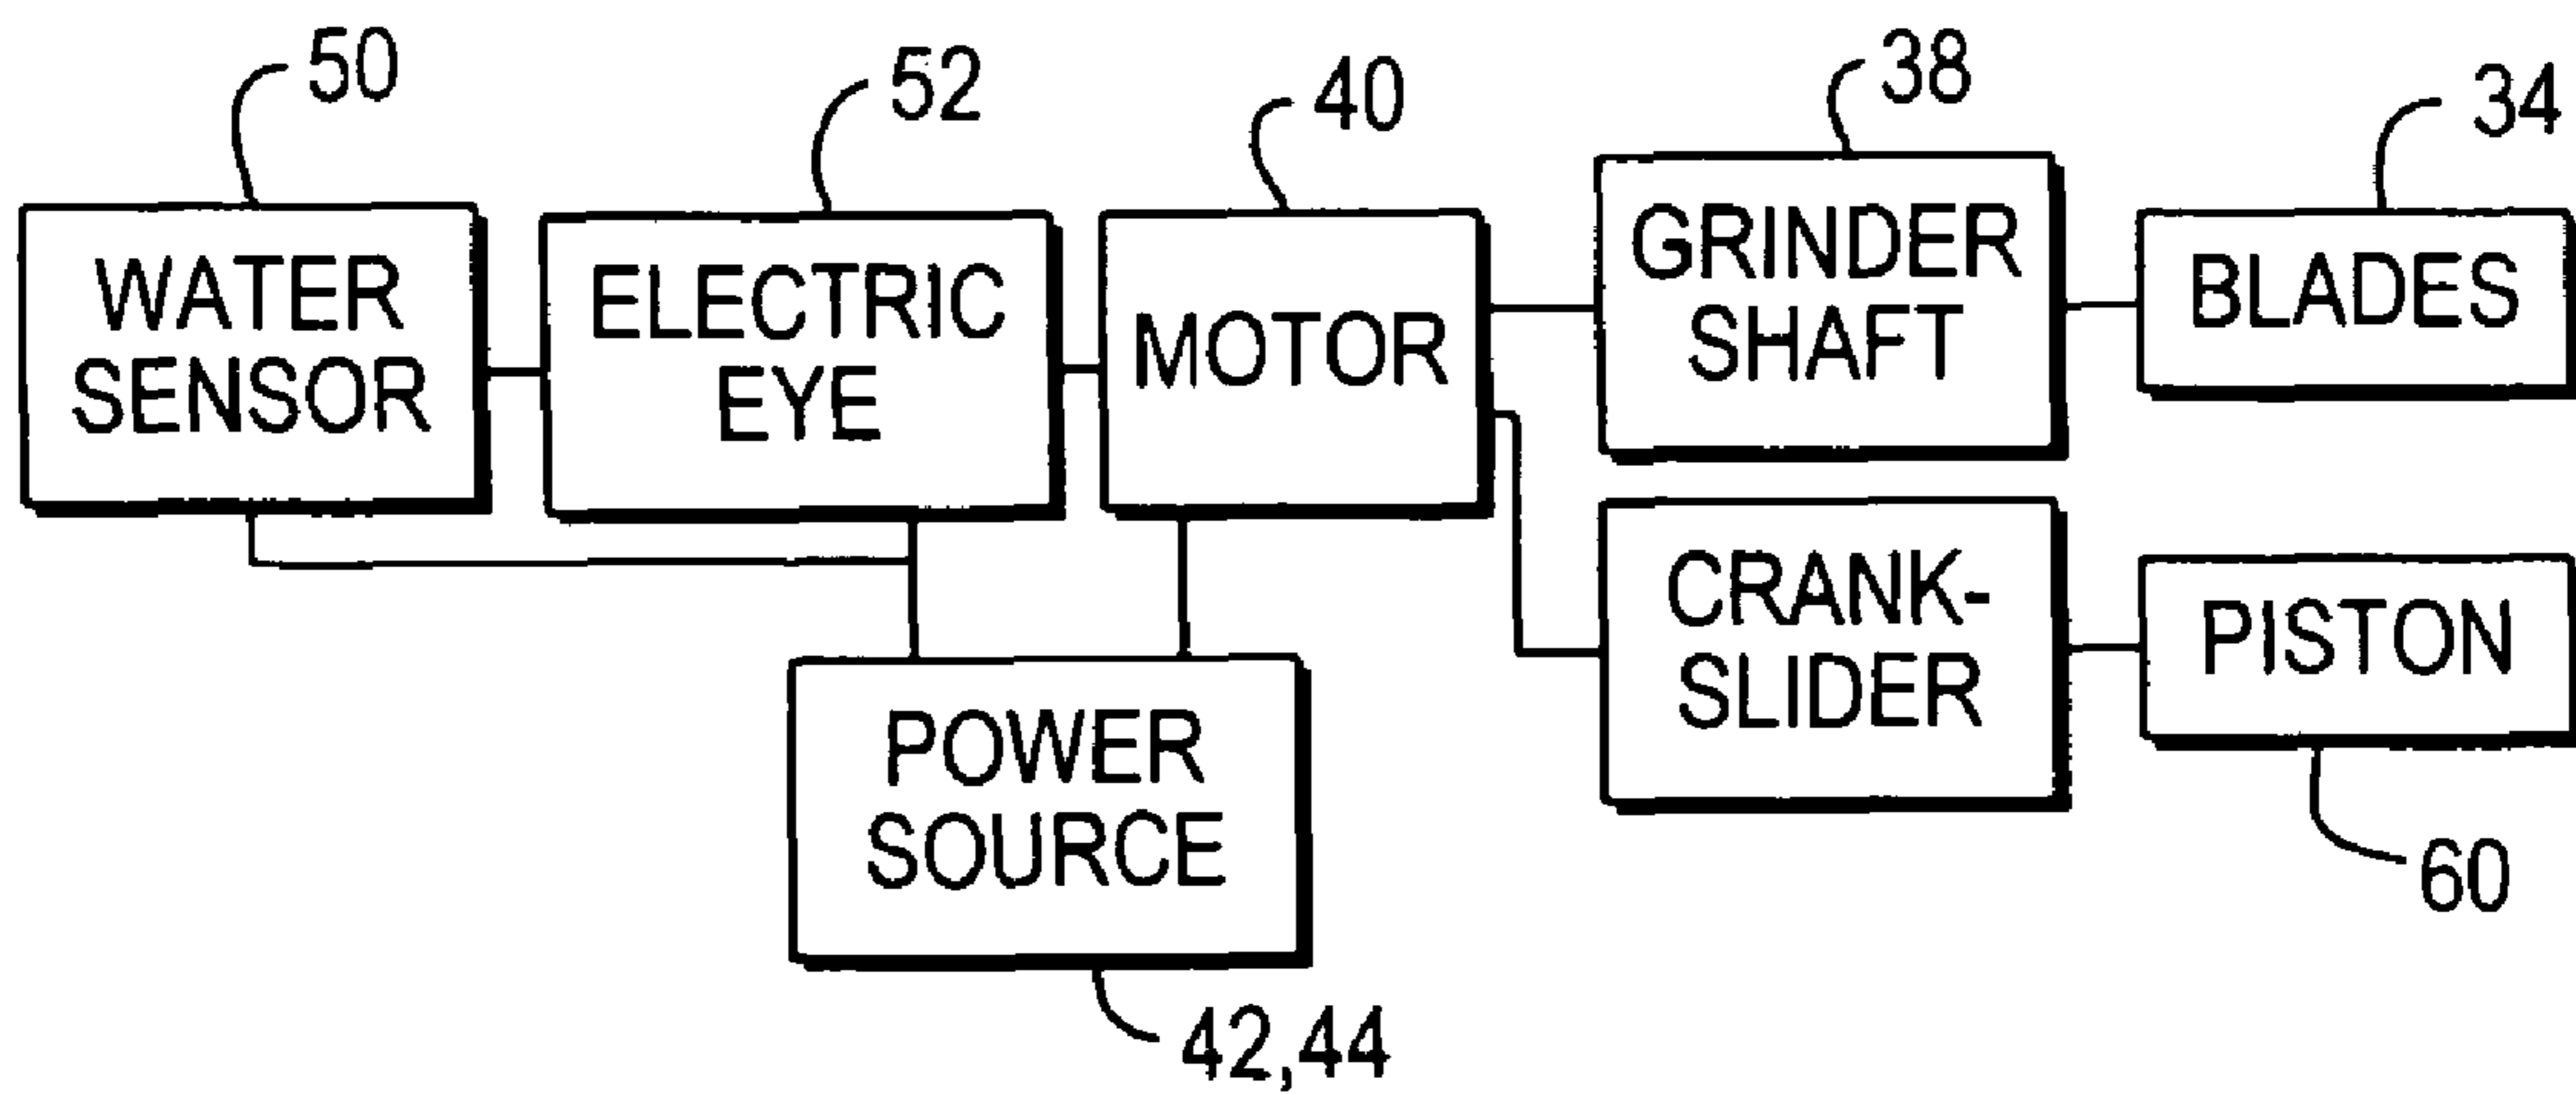 50
52
40
38
34
WATER
SENSOR
ELECTRIC
EYE
MOTOR
GRINDER
SHAFT
BLADES
CRANK-
SLIDER
PISTON
60
POWER
SOURCE
42,44